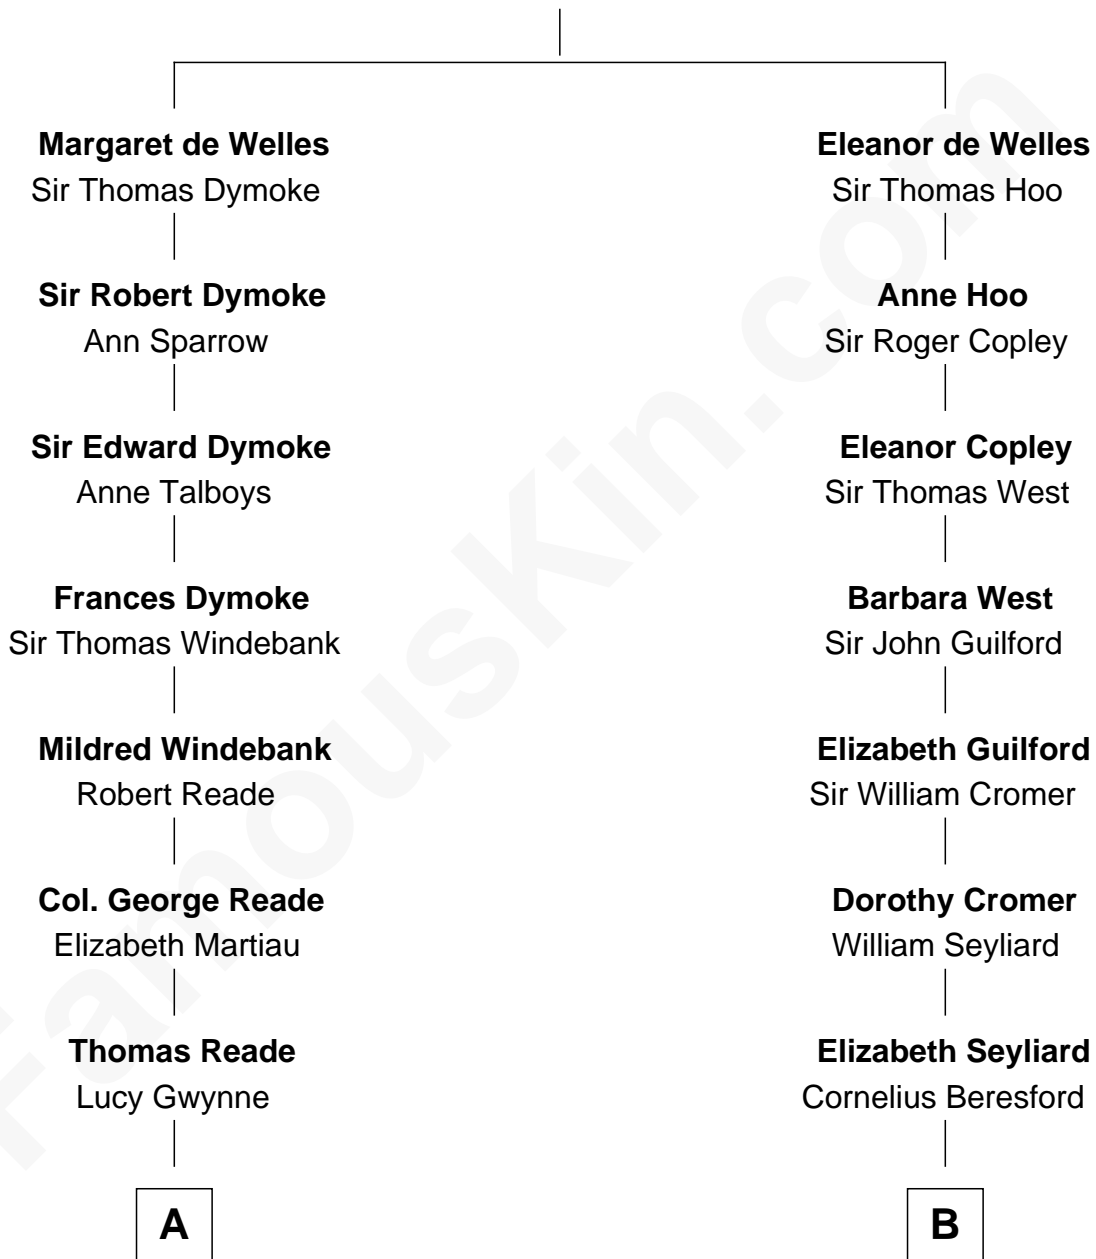 Margaret de Welles
Sir Thomas Dymoke
Sir Robert Dymoke
Ann Sparrow
Sir Edward Dymoke
Anne Talboys
Frances Dymoke
Sir Thomas Windebank
Mildred Windebank
Robert Reade
Col. George Reade
Elizabeth Martiau
Thomas Reade
Lucy Gwynne
A
Eleanor de Welles
Sir Thomas Hoo
Anne Hoo
Sir Roger Copley
Eleanor Copley
Sir Thomas West
Barbara West
Sir John Guilford
Elizabeth Guilford
Sir William Cromer
Dorothy Cromer
William Seyliard
Elizabeth Seyliard
Cornelius Beresford
B
FamousKin.com